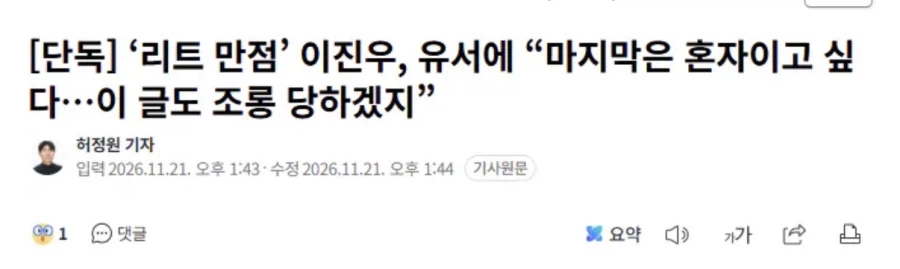 [단독] ‘리트 만점’ 이진우, 유서에 “마지막은 혼자이고 싶
다…이 글도 조롱 당하겠지”
허정원 기자
입력 2026.11.21. 오후 1:43 · 수정 2026.11.21. 오후 1:44 기사원문
1 댓글 요약 가가